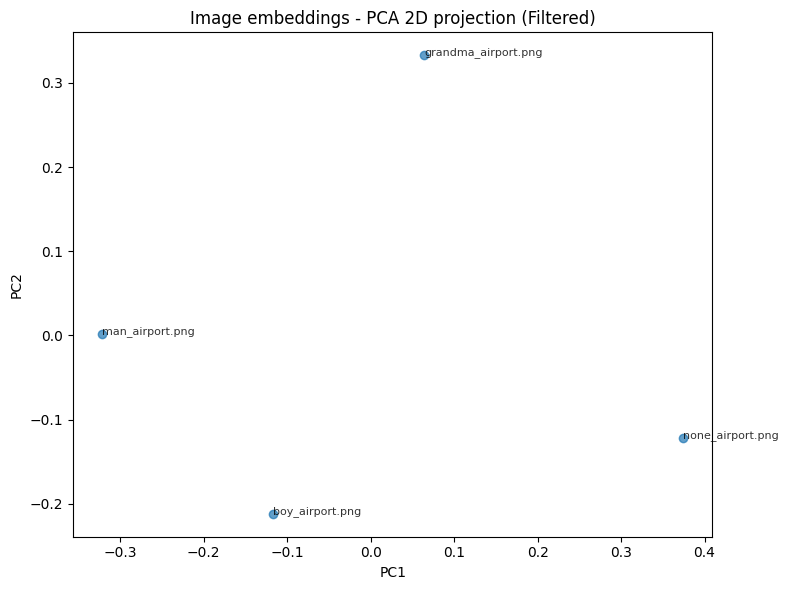 Image embeddings - PCA 2D projection (Filtered)
grandma_airport.png
0.3
0.2
0.1
PC2
0.0
man_airport.png
−0.1
none_airport.png
−0.2
boy_airport.png
−0.3
−0.2
−0.1
0.0
0.1
0.2
0.3
0.4
PC1